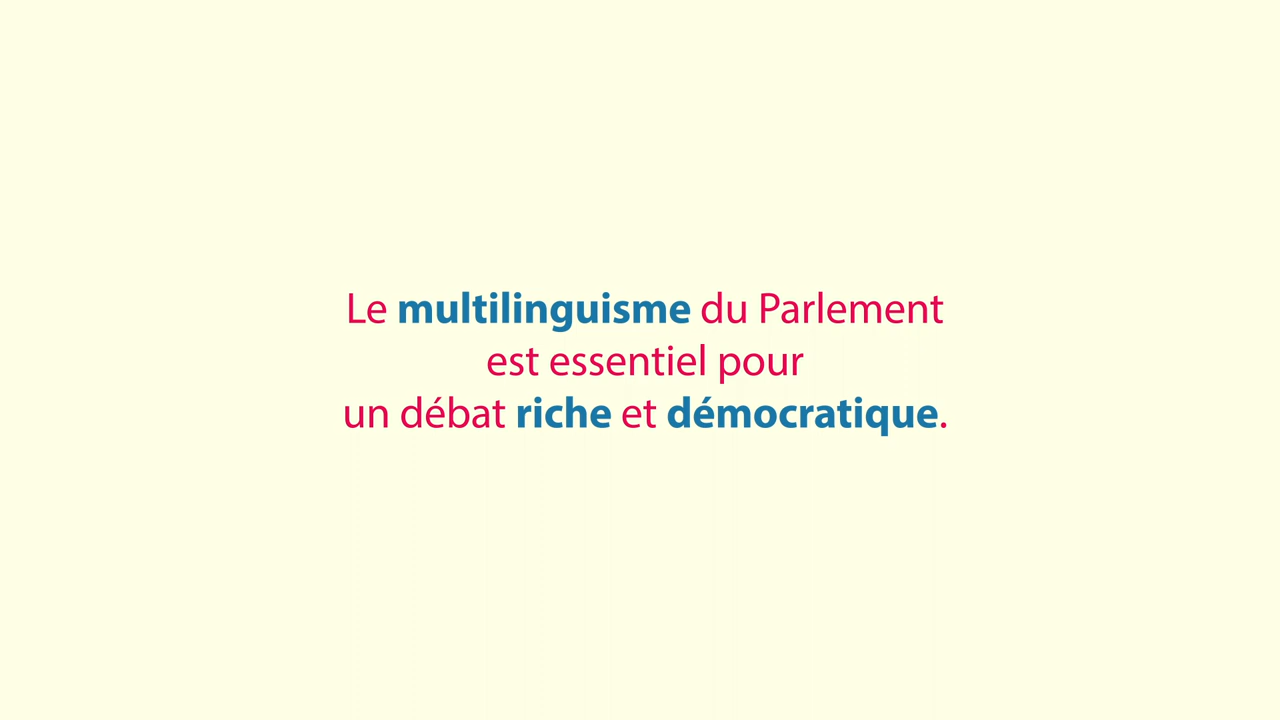 Le multilinguisme du Parlement
est essentiel pour
un débat riche et démocratique.